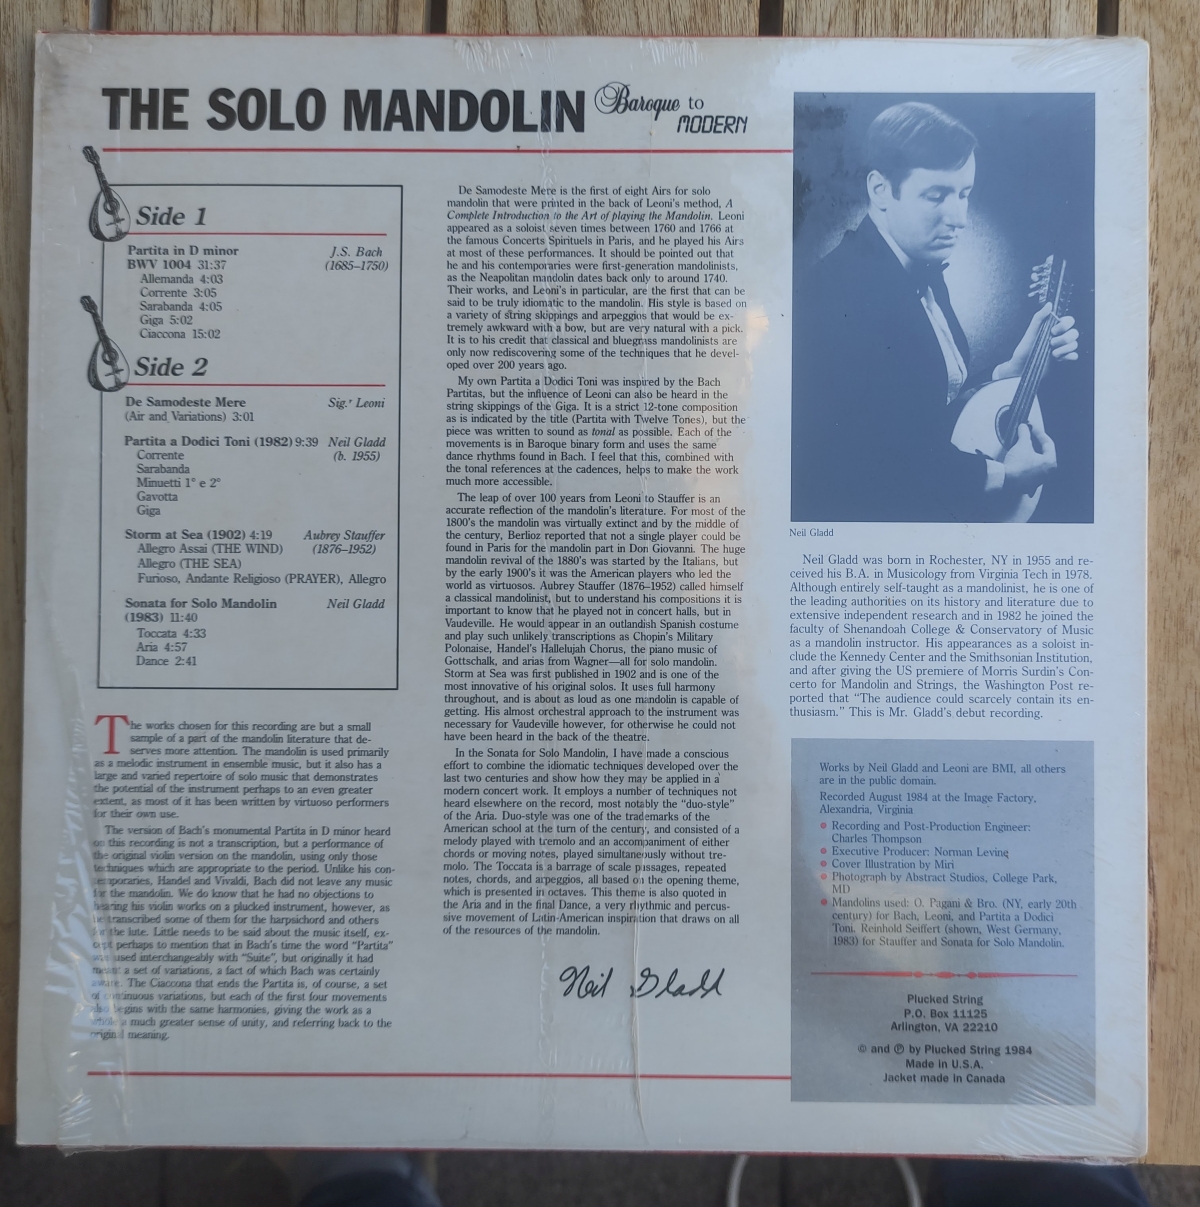 THE SOLO MANDOLIN Baroque to
MODERN
Side 1
Partita in D minor J.S. Bach
BWV 1004 31:37 (1685–1750)
Allemanda 4:03
Corrente 3:05
Sarabanda 4:05
Giga 5:02
Ciaccona 15:02
Side 2
De Samodeste Mere Sig.r Leoni
(Air and Variations) 3:01
Partita a Dodici Toni (1982) 9:39 Neil Gladd
Corrente (b. 1955)
Sarabanda
Minuetti 1° e 2°
Gavotta
Giga
Storm at Sea (1902) 4:19 Aubrey Stauffer
Allegro Assai (THE WIND) (1876–1952)
Allegro (THE SEA)
Furioso, Andante Religioso (PRAYER), Allegro
Sonata for Solo Mandolin Neil Gladd
(1983) 11:40
Toccata 4:33
Aria 4:57
Dance 2:41
The works chosen for this recording are but a small
sample of a part of the mandolin literature that de-
serves more attention. The mandolin is used primarily
as a melodic instrument in ensemble music, but it also has a
large and varied repertoire of solo music that demonstrates
the potential of the instrument perhaps to an even greater
extent, as most of it has been written by virtuoso performers
for their own use.
The version of Bach's monumental Partita in D minor heard
on this recording is not a transcription, but a performance of
the original violin version on the mandolin, using only those
techniques which are appropriate to the period. Unlike his con-
temporaries, Handel and Vivaldi, Bach did not leave any music
for the mandolin. We do know that he had no objections to
hearing his violin works on a plucked instrument, however, as
he transcribed some of them for the harpsichord and others
for the lute. Little needs to be said about the music itself, ex-
cept perhaps to mention that in Bach's time the word "Partita"
was used interchangeably with "Suite", but originally it had
meant a set of variations, a fact of which Bach was certainly
aware. The Ciaccona that ends the Partita is, of course, a set
of continuous variations, but each of the first four movements
also begins with the same harmonies, giving the work as a
whole a much greater sense of unity, and referring back to the
original meaning.
De Samodeste Mere is the first of eight Airs for solo
mandolin that were printed in the back of Leoni's method, A
Complete Introduction to the Art of playing the Mandolin. Leoni
appeared as a soloist seven times between 1760 and 1766 at
the famous Concerts Spirituels in Paris, and he played his Airs
at most of these performances. It should be pointed out that
he and his contemporaries were first-generation mandolinists,
as the Neapolitan mandolin dates back only to around 1740.
Their works, and Leoni's in particular, are the first that can be
said to be truly idiomatic to the mandolin. His style is based on
a variety of string skippings and arpeggios that would be ex-
tremely awkward with a bow, but are very natural with a pick.
It is to his credit that classical and bluegrass mandolinists are
only now rediscovering some of the techniques that he devel-
oped over 200 years ago.
My own Partita a Dodici Toni was inspired by the Bach
Partitas, but the influence of Leoni can also be heard in the
string skippings of the Giga. It is a strict 12-tone composition
as is indicated by the title (Partita with Twelve Tones), but the
piece was written to sound as tonal as possible. Each of the
movements is in Baroque binary form and uses the same
dance rhythms found in Bach. I feel that this, combined with
the tonal references at the cadences, helps to make the work
much more accessible.
The leap of over 100 years from Leoni to Stauffer is an
accurate reflection of the mandolin's literature. For most of the
1800's the mandolin was virtually extinct and by the middle of
the century, Berlioz reported that not a single player could be
found in Paris for the mandolin part in Don Giovanni. The huge
mandolin revival of the 1880's was started by the Italians, but
by the early 1900's it was the American players who led the
world as virtuosos. Aubrey Stauffer (1876–1952) called himself
a classical mandolinist, but to understand his compositions it is
important to know that he played not in concert halls, but in
Vaudeville. He would appear in an outlandish Spanish costume
and play such unlikely transcriptions as Chopin's Military
Polonaise, Handel's Hallelujah Chorus, the piano music of
Gottschalk, and arias from Wagner—all for solo mandolin.
Storm at Sea was first published in 1902 and is one of the
most innovative of his original solos. It uses full harmony
throughout, and is about as loud as one mandolin is capable of
getting. His almost orchestral approach to the instrument was
necessary for Vaudeville however, for otherwise he could not
have been heard in the back of the theatre.
In the Sonata for Solo Mandolin, I have made a conscious
effort to combine the idiomatic techniques developed over the
last two centuries and show how they may be applied in a
modern concert work. It employs a number of techniques not
heard elsewhere on the record, most notably the "duo-style"
of the Aria. Duo-style was one of the trademarks of the
American school at the turn of the century, and consisted of a
melody played with tremolo and an accompaniment of either
chords or moving notes, played simultaneously without tre-
molo. The Toccata is a barrage of scale passages, repeated
notes, chords, and arpeggios, all based on the opening theme,
which is presented in octaves. This theme is also quoted in
the Aria and in the final Dance, a very rhythmic and percus-
sive movement of Latin-American inspiration that draws on all
of the resources of the mandolin.
Neil Gladd
Neil Gladd
Neil Gladd was born in Rochester, NY in 1955 and re-
ceived his B.A. in Musicology from Virginia Tech in 1978.
Although entirely self-taught as a mandolinist, he is one of
the leading authorities on its history and literature due to
extensive independent research and in 1982 he joined the
faculty of Shenandoah College & Conservatory of Music
as a mandolin instructor. His appearances as a soloist in-
clude the Kennedy Center and the Smithsonian Institution,
and after giving the US premiere of Morris Surdin's Con-
certo for Mandolin and Strings, the Washington Post re-
ported that "The audience could scarcely contain its en-
thusiasm." This is Mr. Gladd's debut recording.
Works by Neil Gladd and Leoni are BMI, all others
are in the public domain.
Recorded August 1984 at the Image Factory,
Alexandria, Virginia
Recording and Post-Production Engineer:
Charles Thompson
Executive Producer: Norman Levine
Cover Illustration by Miri
Photograph by Abstract Studios, College Park,
MD
Mandolins used: O. Pagani & Bro. (NY, early 20th
century) for Bach, Leoni, and Partita a Dodici
Toni. Reinhold Seiffert (shown, West Germany,
1983) for Stauffer and Sonata for Solo Mandolin.
Plucked String
P.O. Box 11125
Arlington, VA 22210
© and ℗ by Plucked String 1984
Made in U.S.A.
Jacket made in Canada